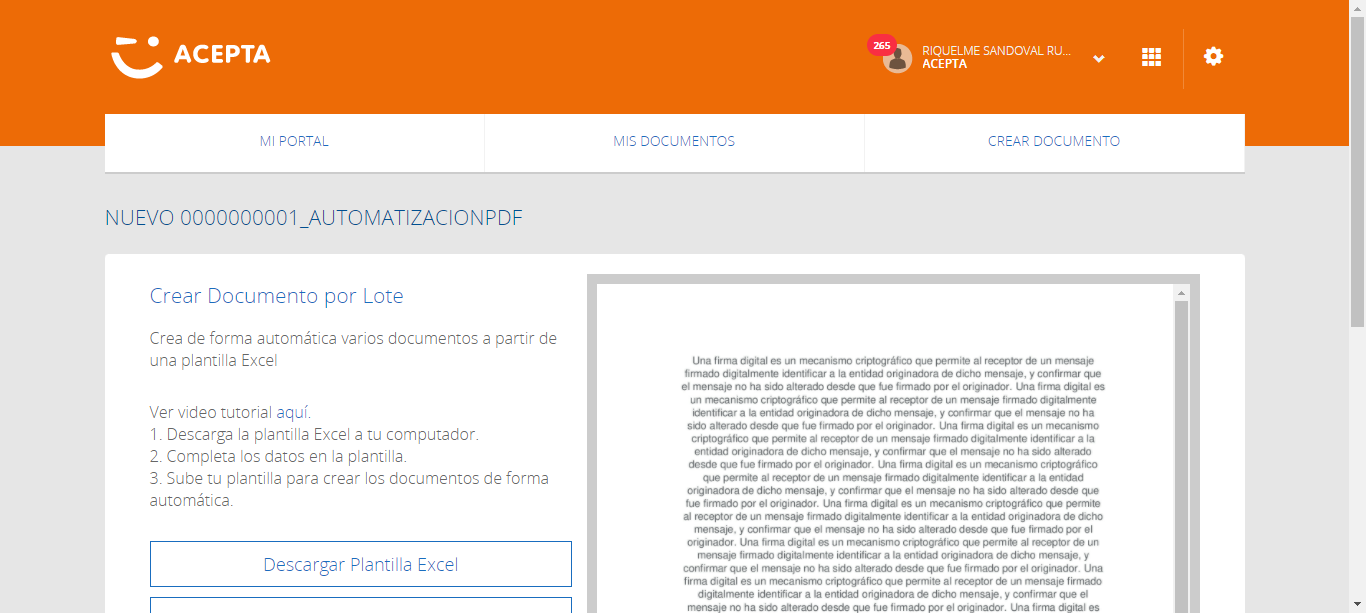 ACEPTA
265
RIQUELME SANDOVAL RU...
ACEPTA
MI PORTAL
MIS DOCUMENTOS
CREAR DOCUMENTO
NUEVO 0000000001_AUTOMATIZACIONPDF
Crear Documento por Lote
Crea de forma automática varios documentos a partir de
una plantilla Excel
Ver video tutorial aquí.
1. Descarga la plantilla Excel a tu computador.
2. Completa los datos en la plantilla.
3. Sube tu plantilla para crear los documentos de forma
automática.
Descargar Plantilla Excel
Una firma digital es un mecanismo criptográfico que permite al receptor de un mensaje
firmado digitalmente identificar a la entidad originadora de dicho mensaje, y confirmar que
el mensaje no ha sido alterado desde que fue firmado por el originador. Una firma digital es
un mecanismo criptográfico que permite al receptor de un mensaje firmado digitalmente
identificar a la entidad originadora de dicho mensaje, y confirmar que el mensaje no ha
sido alterado desde que fue firmado por el originador. Una firma digital es un mecanismo
criptográfico que permite al receptor de un mensaje firmado digitalmente identificar a la
entidad originadora de dicho mensaje, y confirmar que el mensaje no ha sido alterado
desde que fue firmado por el originador. Una firma digital es un mecanismo criptográfico
que permite al receptor de un mensaje firmado digitalmente identificar a la entidad
originadora de dicho mensaje, y confirmar que el mensaje no ha sido alterado desde que
fue firmado por el originador. Una firma digital es un mecanismo criptográfico que permite
al receptor de un mensaje firmado digitalmente identificar a la entidad originadora de dicho
mensaje, y confirmar que el mensaje no ha sido alterado desde que fue firmado por el
originador. Una firma digital es un mecanismo criptográfico que permite al receptor de un
mensaje firmado digitalmente identificar a la entidad originadora de dicho mensaje, y
confirmar que el mensaje no ha sido alterado desde que fue firmado por el originador. Una
firma digital es un mecanismo criptográfico que permite al receptor de un mensaje firmado
digitalmente identificar a la entidad originadora de dicho mensaje, y confirmar que el
mensaje no ha sido alterado desde que fue firmado por el originador. Una firma digital es